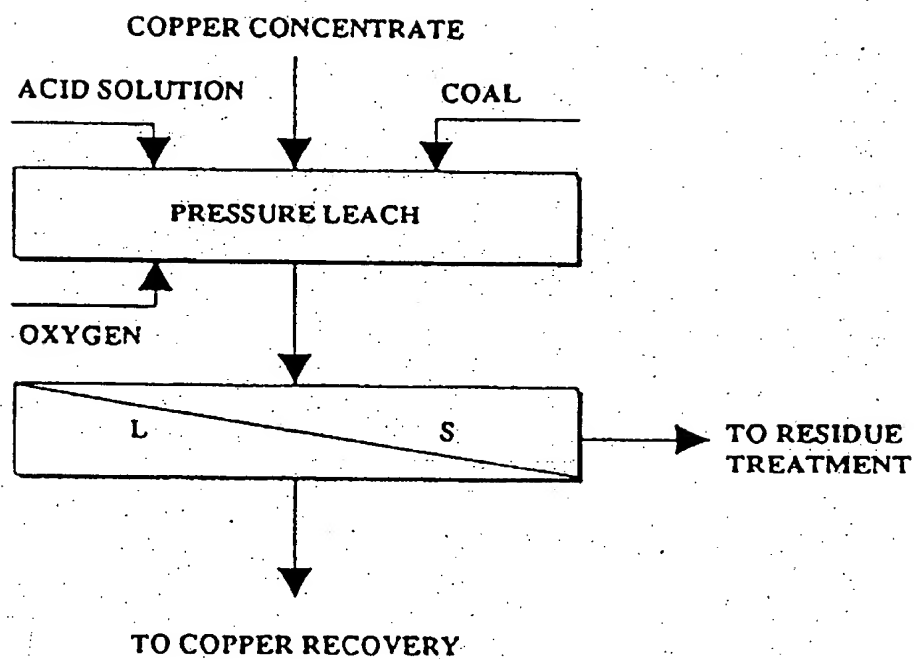 COPPER CONCENTRATE
ACID SOLUTION
COAL
PRESSURE LEACH
OXYGEN
L
S
TO RESIDUE
TREATMENT
TO COPPER RECOVERY